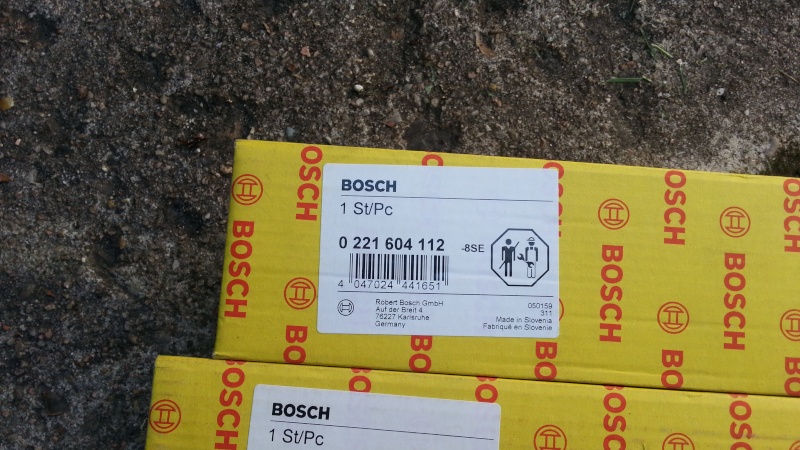 BOSCH
1 St/Pc
0 221 604 112 -8SE
4 047024 441651
Robert Bosch GmbH
Auf der Breit 4
76227 Karlsruhe
Germany
050159
311
Made in Slovenia
Fabriqué en Slovénie
BOSCH
1 St/Pc
BOSCH
BOSCH
BOSCH
BOSCH
BOSCH